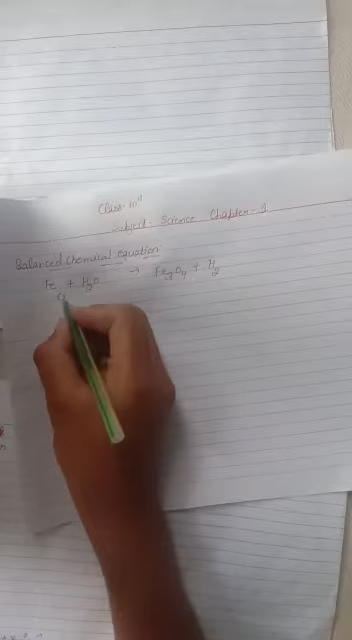 Class-10th
Subject- Science Chapter-1
Balanced Chemical equation
Fe + H2O → Fe3O4 + H2